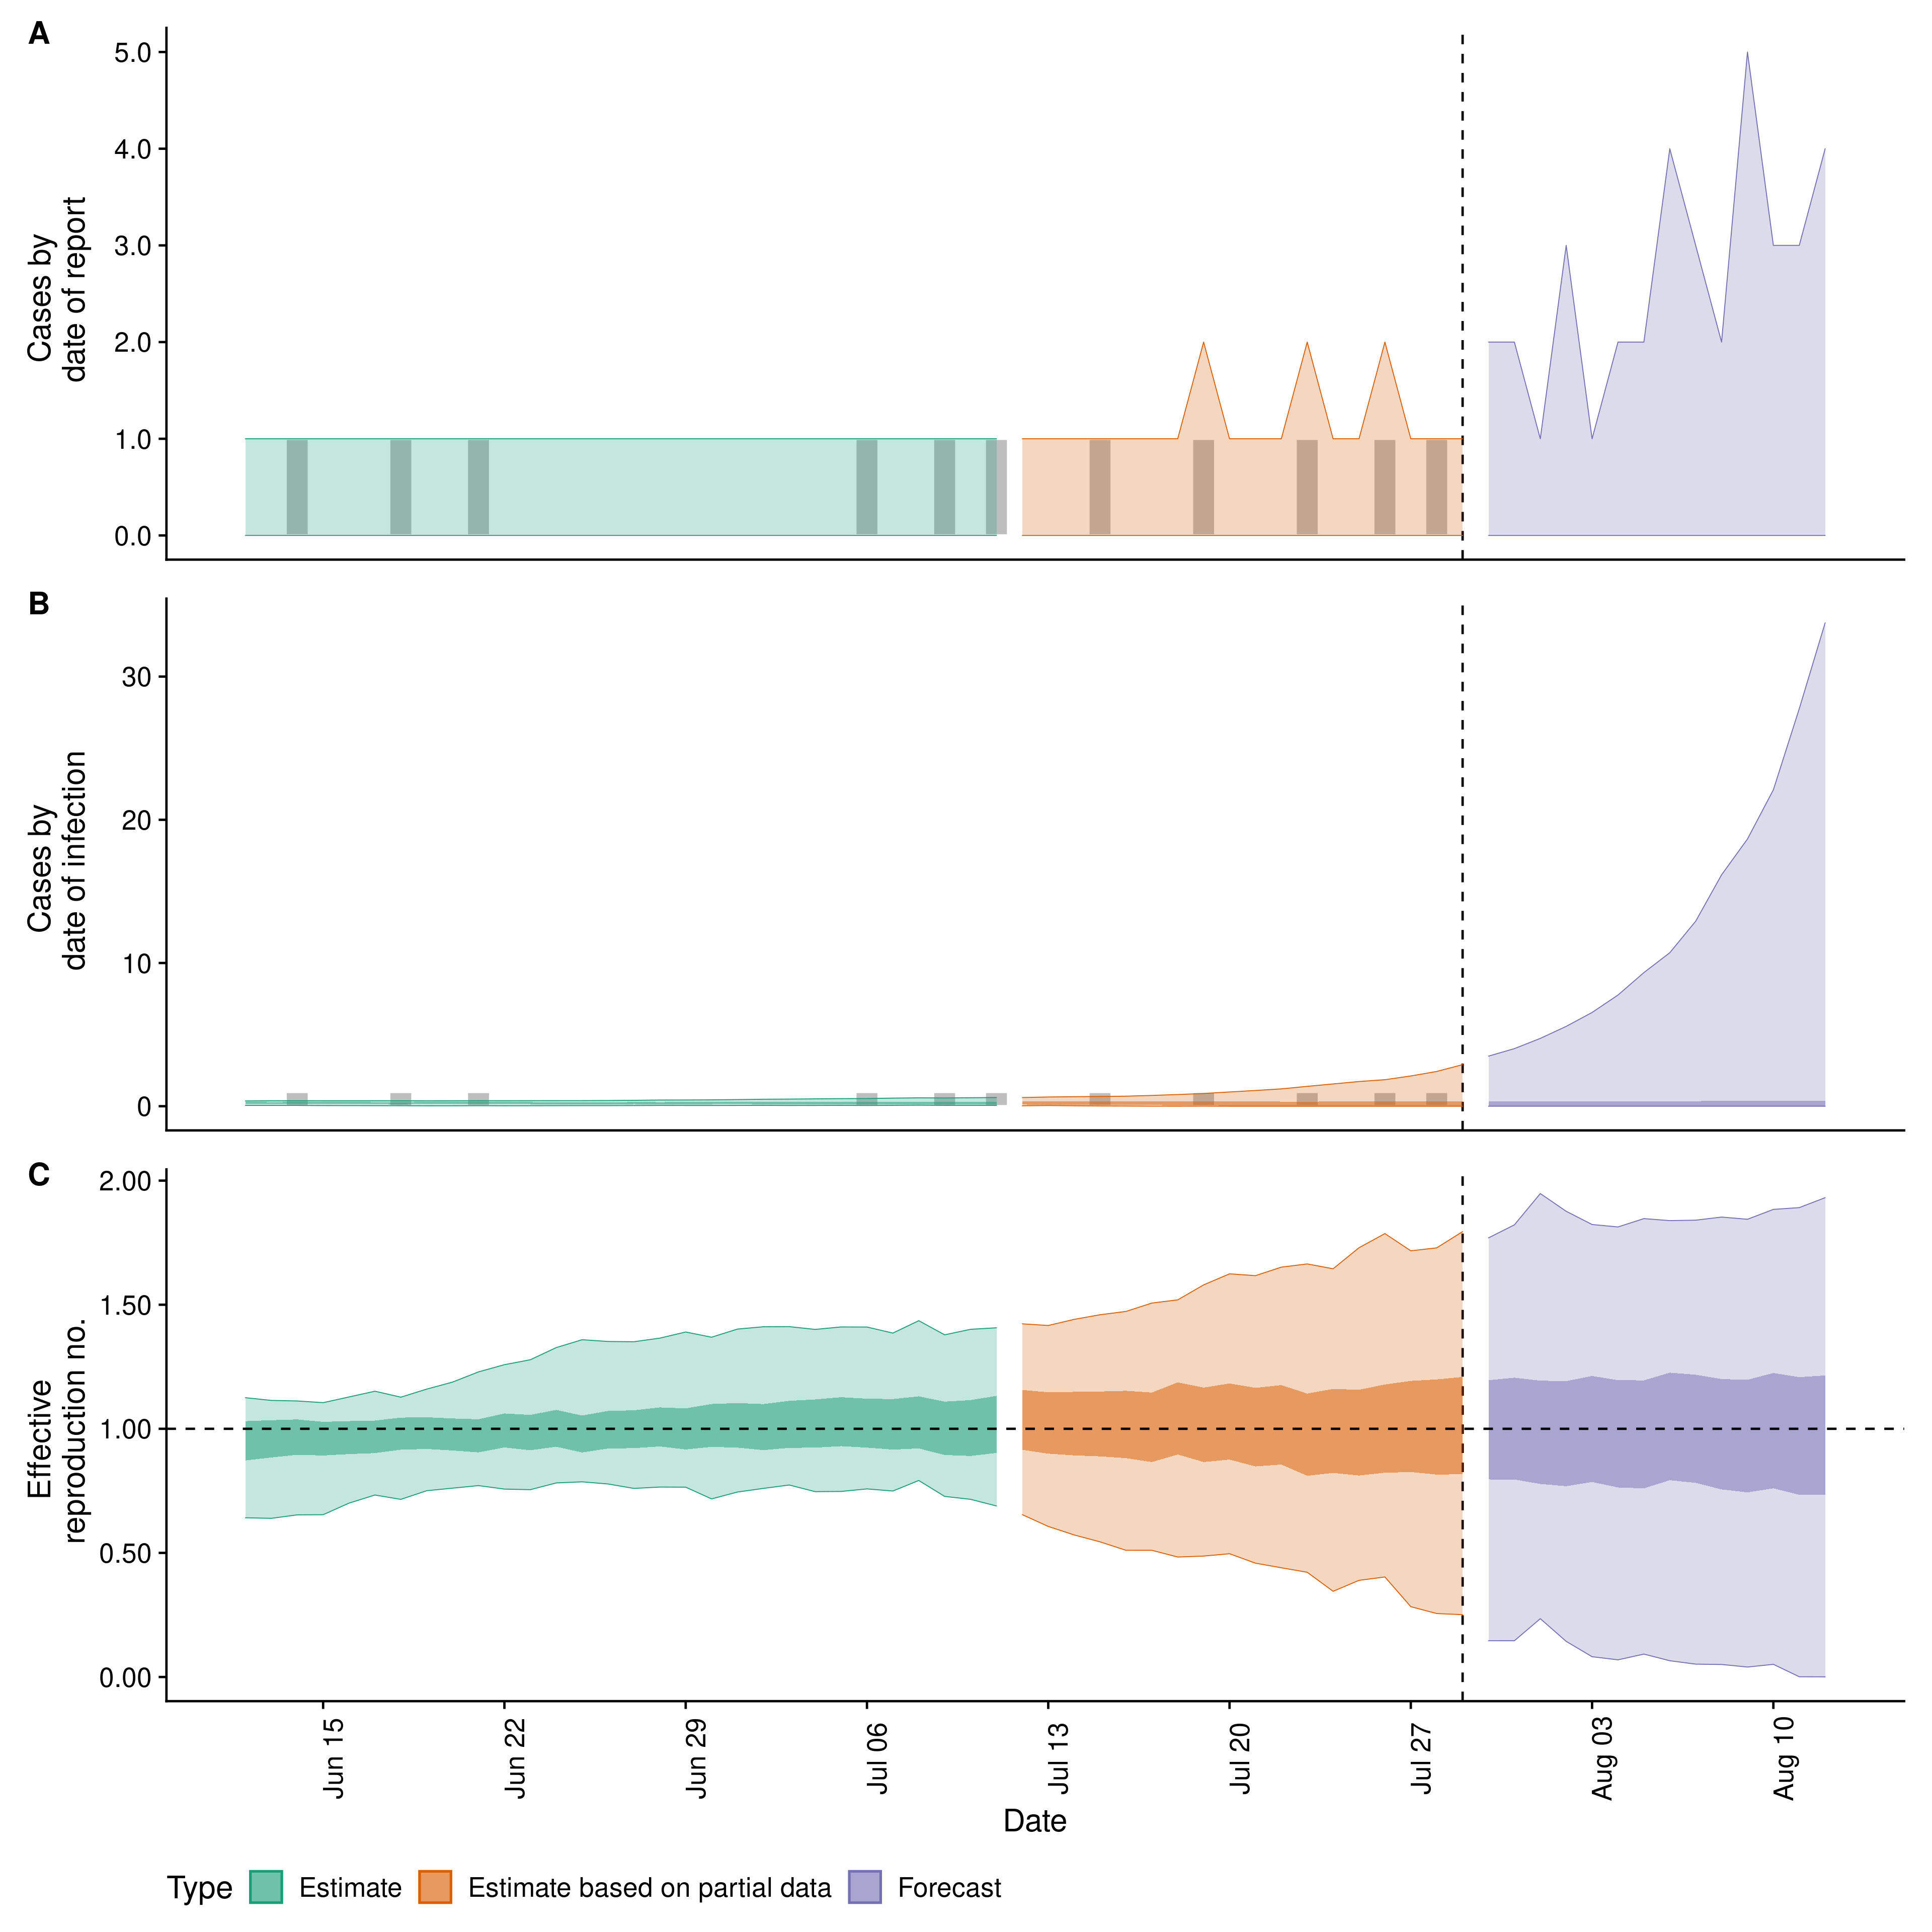 A
5.0
4.0
3.0
2.0
1.0
0.0
Cases by
date of report
B
30
20
10
0
Cases by
date of infection
C
2.00
1.50
1.00
0.50
0.00
Effective
reproduction no.
Jun 15
Jun 22
Jun 29
Jul 06
Jul 13
Jul 20
Jul 27
Aug 03
Aug 10
Date
Type Estimate Estimate based on partial data Forecast